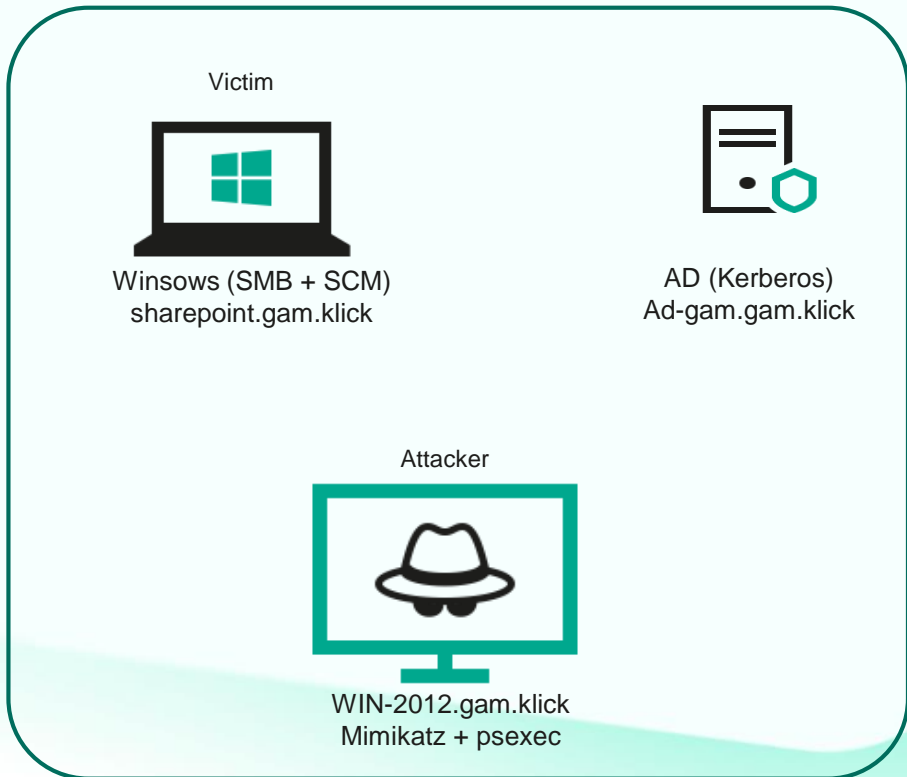 Victim
Winsows (SMB + SCM)
sharepoint.gam.klick
AD (Kerberos)
Ad-gam.gam.klick
Attacker
WIN-2012.gam.klick
Mimikatz + psexec